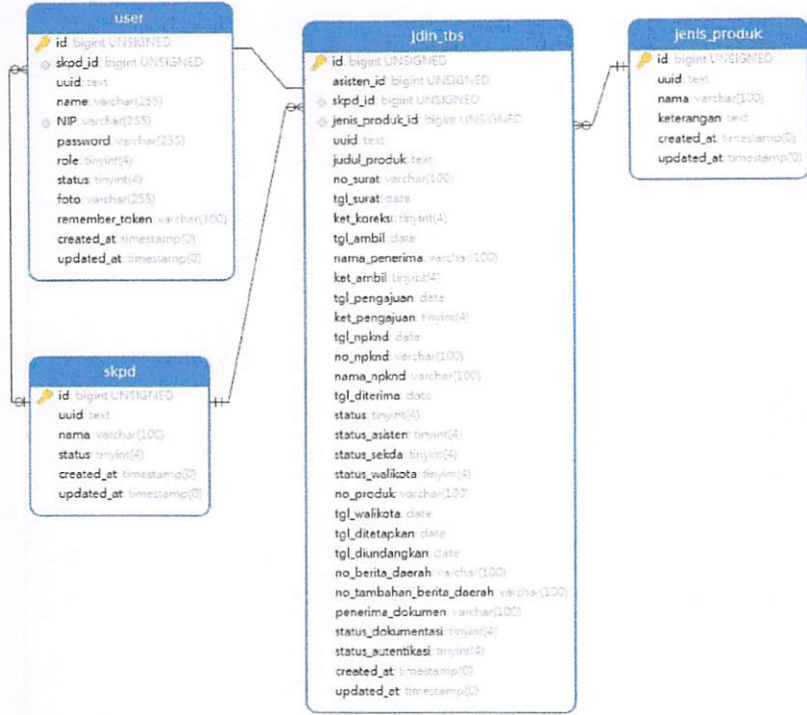 user
id: bigint UNSIGNED
skpd_id: bigint UNSIGNED
uuid: text
name: varchar(255)
NIP: varchar(255)
password: varchar(255)
role: tinyint(4)
status: tinyint(4)
foto: varchar(255)
remember_token: varchar(100)
created_at: timestamp(0)
updated_at: timestamp(0)
skpd
id: bigint UNSIGNED
uuid: text
nama: varchar(100)
status: tinyint(4)
created_at: timestamp(0)
updated_at: timestamp(0)
jdin_tbs
id: bigint UNSIGNED
asisten_id: bigint UNSIGNED
skpd_id: bigint UNSIGNED
jenis_produk_id: bigint UNSIGNED
uuid: text
judul_produk: text
no_surat: varchar(100)
tgl_surat: date
ket_koreksi: tinyint(4)
tgl_ambil: date
nama_penerima: varchar(100)
ket_ambil: tinyint(4)
tgl_pengajuan: date
ket_pengajuan: tinyint(4)
tgl_npknd: date
no_npknd: varchar(100)
nama_npknd: varchar(100)
tgl_diterima: date
status: tinyint(4)
status_asisten: tinyint(4)
status_sekda: tinyint(4)
status_walikota: tinyint(4)
no_produk: varchar(100)
tgl_walikota: date
tgl_ditetapkan: date
tgl_diundangkan: date
no_berita_daerah: varchar(100)
no_tambahan_berita_daerah: varchar(100)
penerima_dokumen: varchar(100)
status_dokumentasi: tinyint(4)
status_autentikasi: tinyint(4)
created_at: timestamp(0)
updated_at: timestamp(0)
jenis_produk
id: bigint UNSIGNED
uuid: text
nama: varchar(100)
keterangan: text
created_at: timestamp(0)
updated_at: timestamp(0)